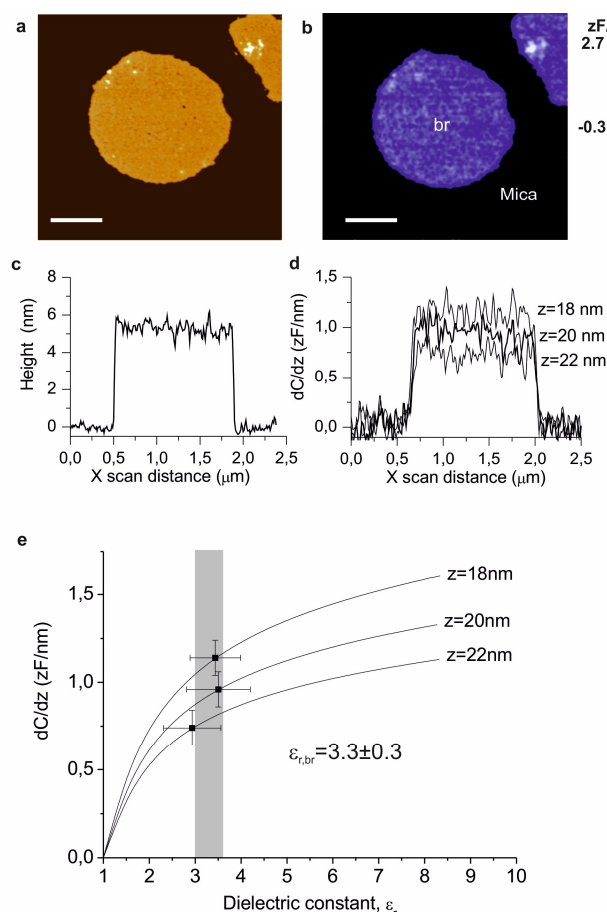 a
b
zF/
2.7
-0.3
br
Mica
c
8
6
4
2
0
Height (nm)
0,0 0,5 1,0 1,5 2,0 2,5
X scan distance (μm)
d
1,5
1,0
0,5
0,0
dC/dz (zF/nm)
z=18 nm
z=20 nm
z=22 nm
0,0 0,5 1,0 1,5 2,0 2,5
X scan distance (μm)
e
1,5
1,0
0,5
0,0
dC/dz (zF/nm)
z=18nm
z=20nm
z=22nm
εr,br=3.3±0.3
1 2 3 4 5 6 7 8 9 10
Dielectric constant, εr